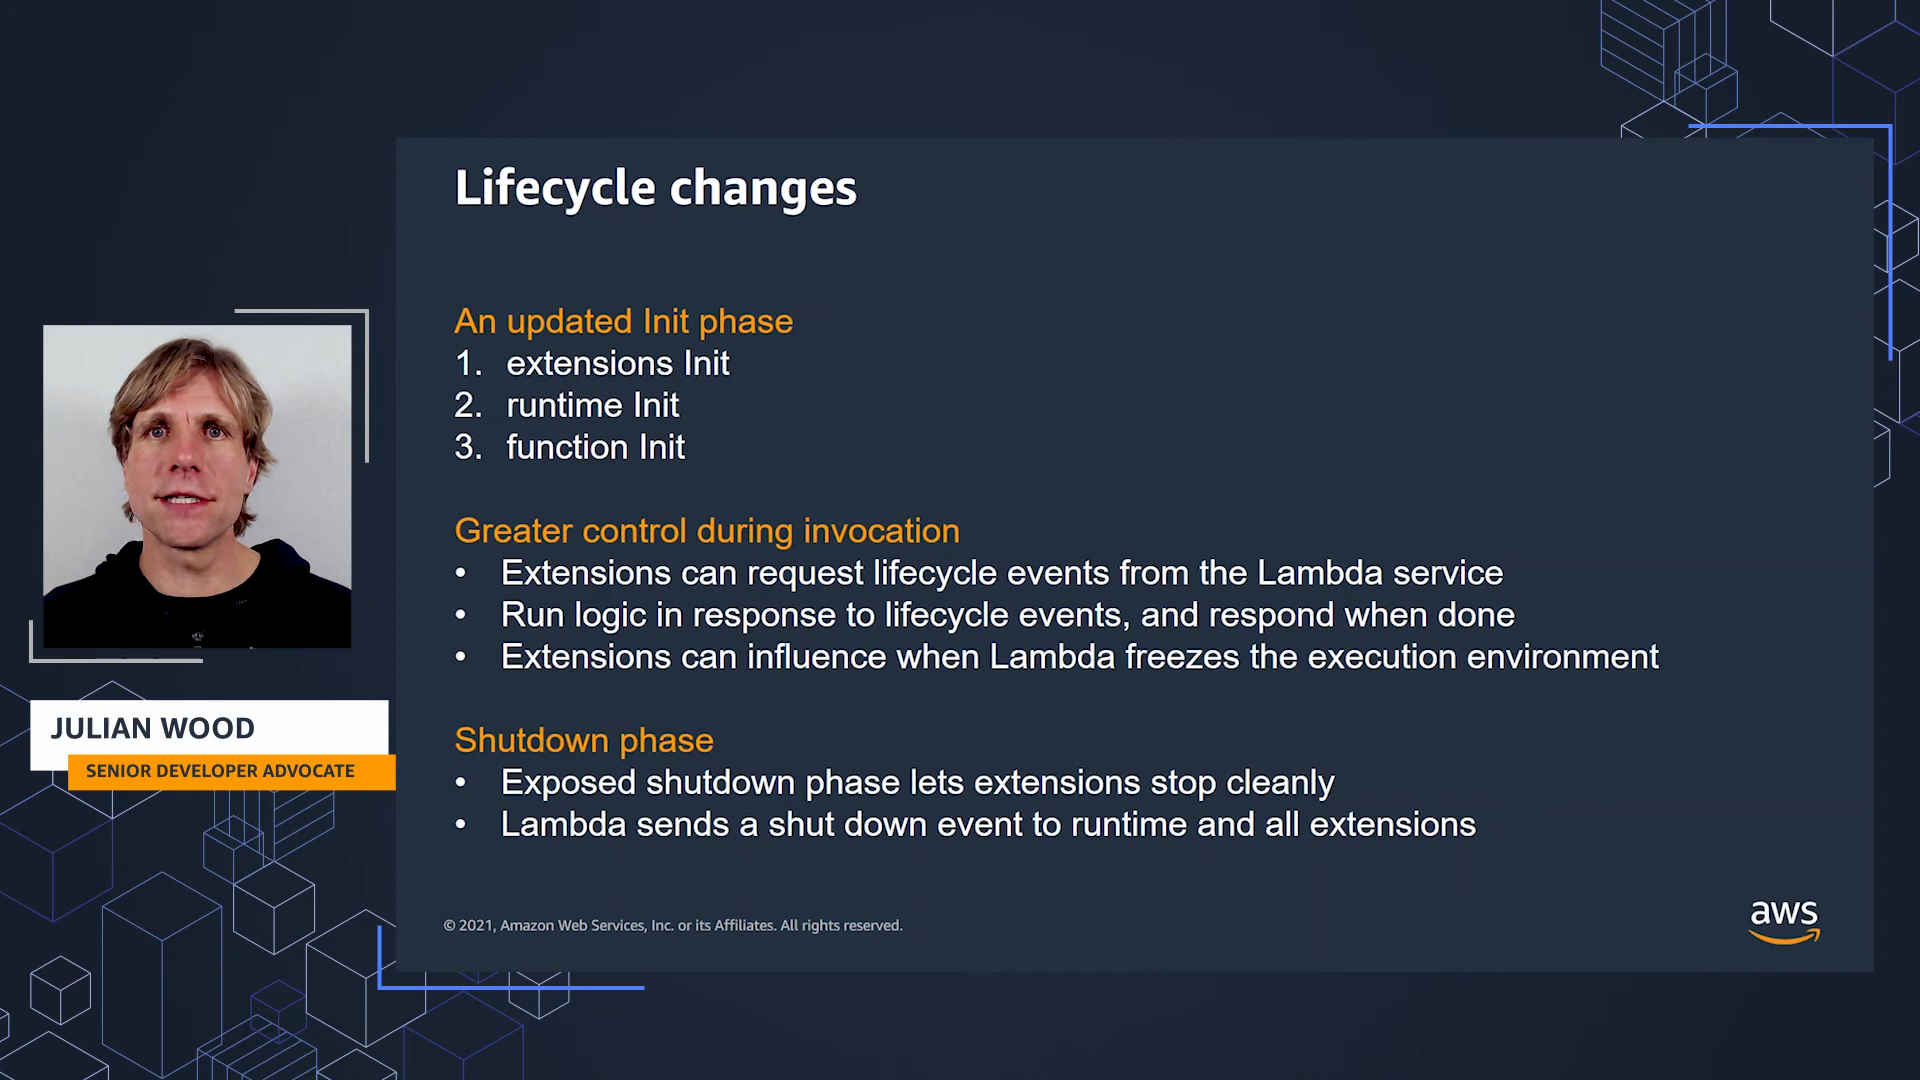 Lifecycle changes
An updated Init phase
1. extensions Init
2. runtime Init
3. function Init
Greater control during invocation
• Extensions can request lifecycle events from the Lambda service
• Run logic in response to lifecycle events, and respond when done
• Extensions can influence when Lambda freezes the execution environment
Shutdown phase
• Exposed shutdown phase lets extensions stop cleanly
• Lambda sends a shut down event to runtime and all extensions
JULIAN WOOD
SENIOR DEVELOPER ADVOCATE
© 2021, Amazon Web Services, Inc. or its Affiliates. All rights reserved.
aws